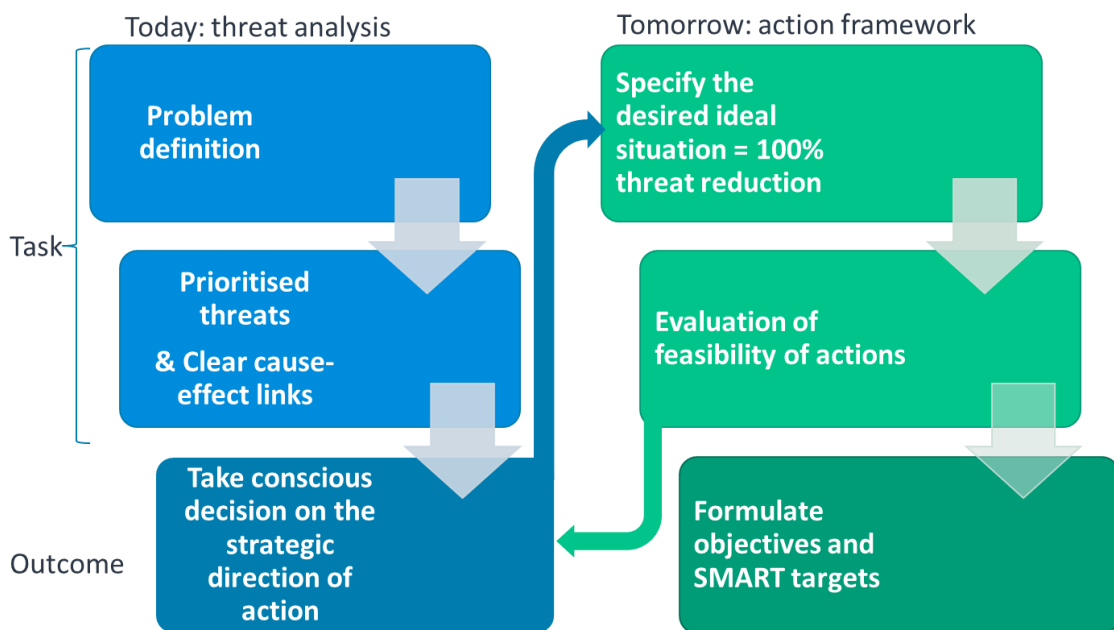 Today: threat analysis
Tomorrow: action framework
Task
Outcome
Problem
definition
Prioritised
threats
& Clear cause-
effect links
Take conscious
decision on the
strategic
direction of
action
Specify the
desired ideal
situation = 100%
threat reduction
Evaluation of
feasibility of actions
Formulate
objectives and
SMART targets